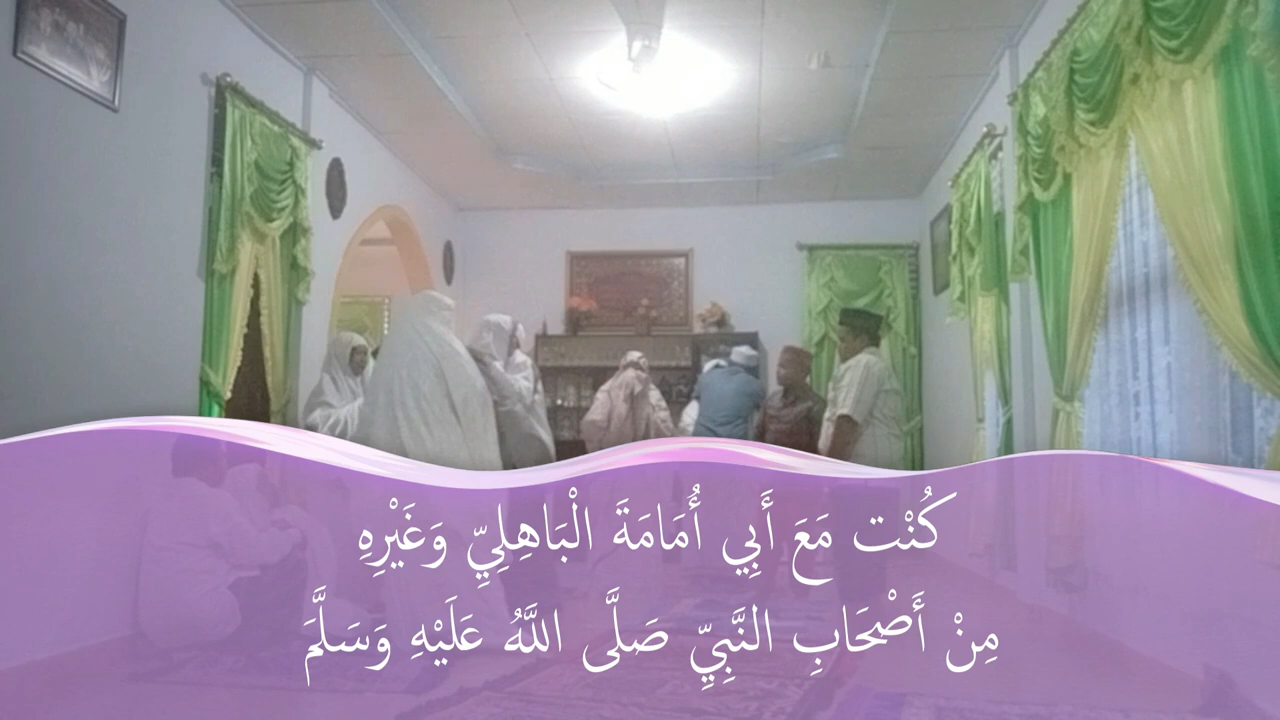 كُنْت مَعَ أَبِي أُمَامَةَ الْبَاهِلِيِّ وَغَيْرِهِ
مِنْ أَصْحَابِ النَّبِيِّ صَلَّى اللَّهُ عَلَيْهِ وَسَلَّمَ